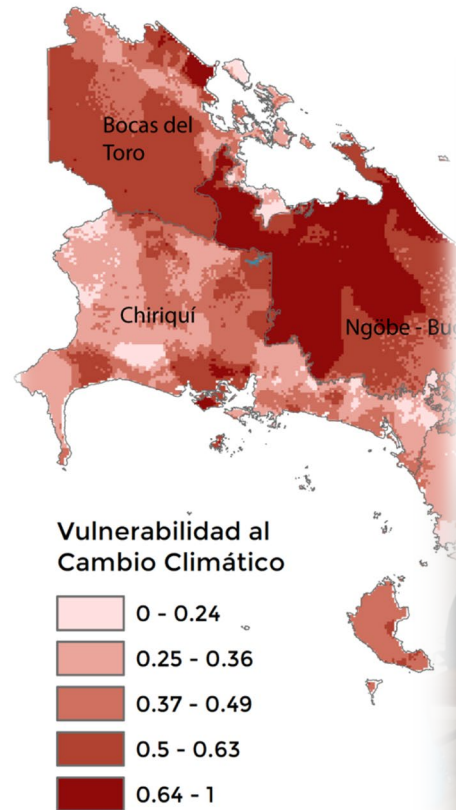 Bocas del
Toro
Chiriquí
Ngöbe - Bu
Vulnerabilidad al
Cambio Climático
0 - 0.24
0.25 - 0.36
0.37 - 0.49
0.5 - 0.63
0.64 - 1